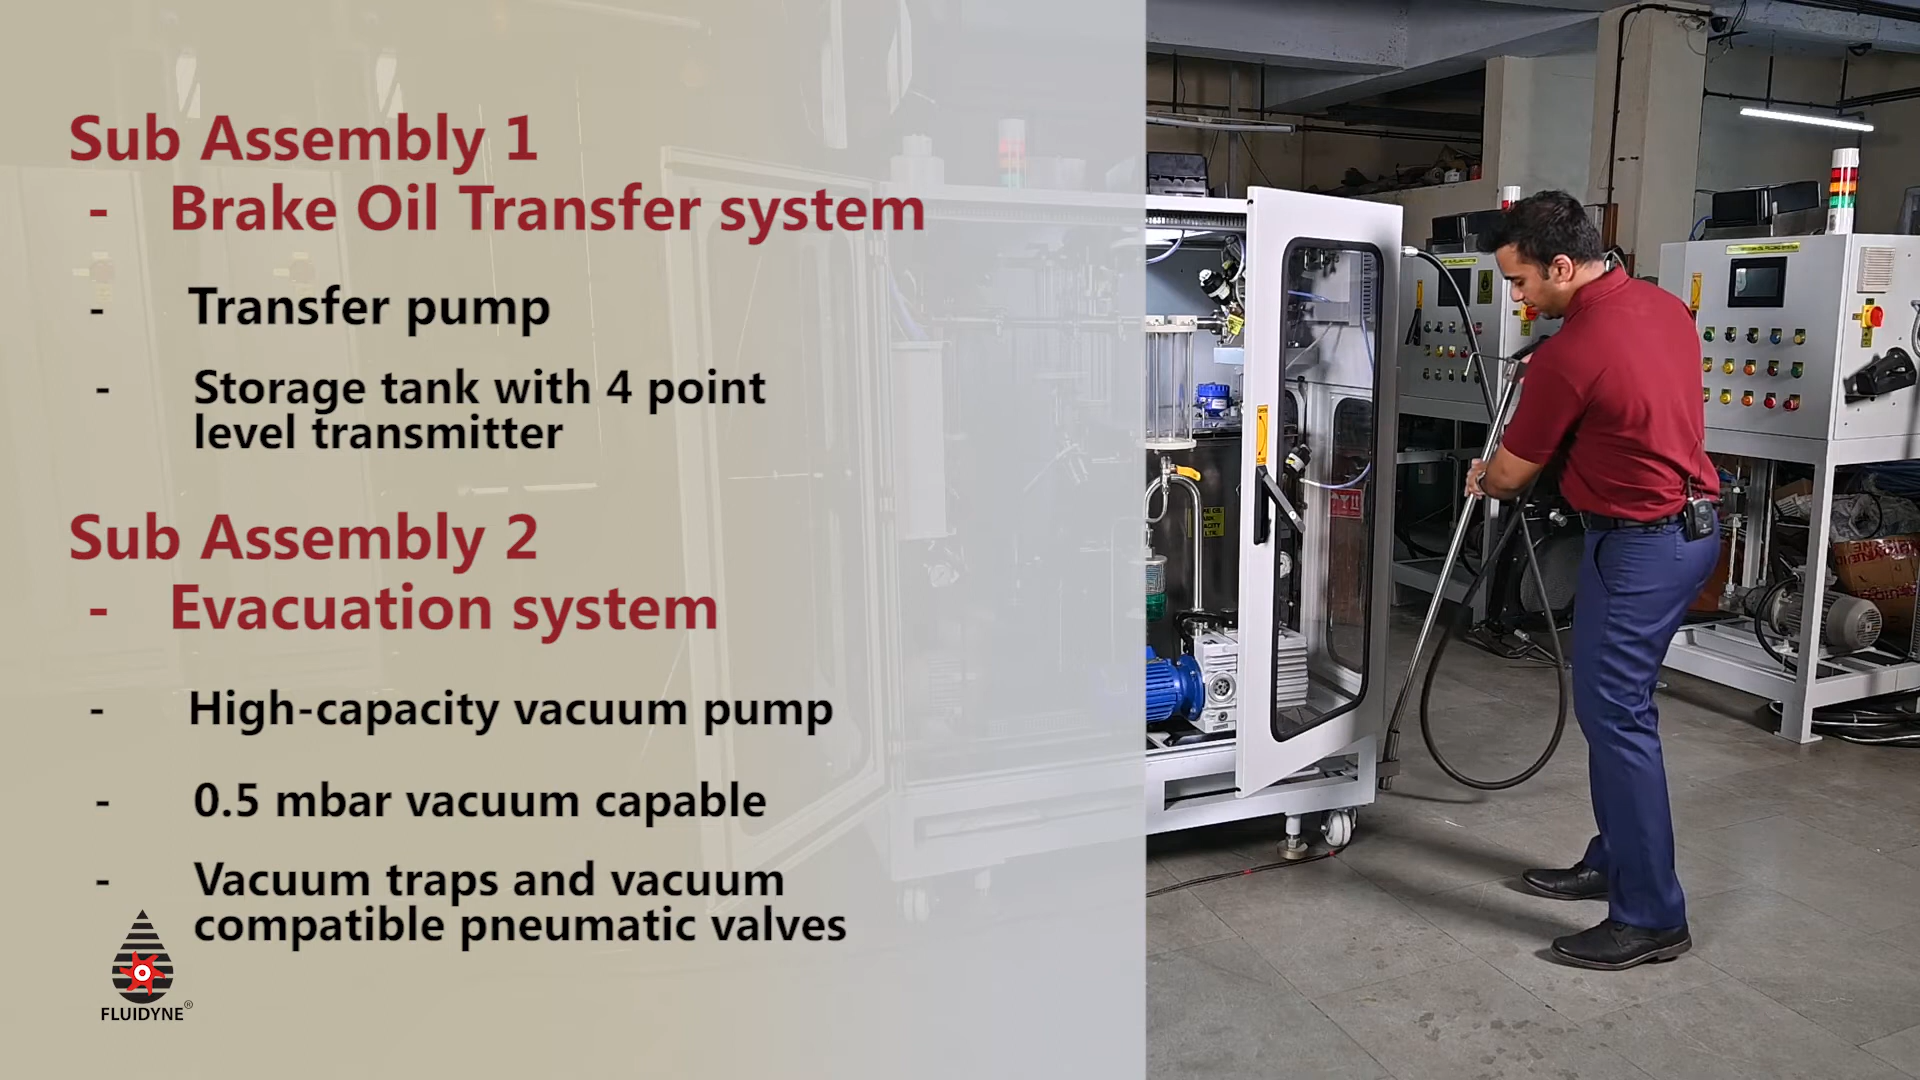 Sub Assembly 1
- Brake Oil Transfer system
- Transfer pump
- Storage tank with 4 point
level transmitter
Sub Assembly 2
- Evacuation system
- High-capacity vacuum pump
- 0.5 mbar vacuum capable
- Vacuum traps and vacuum
compatible pneumatic valves
FLUIDYNE®